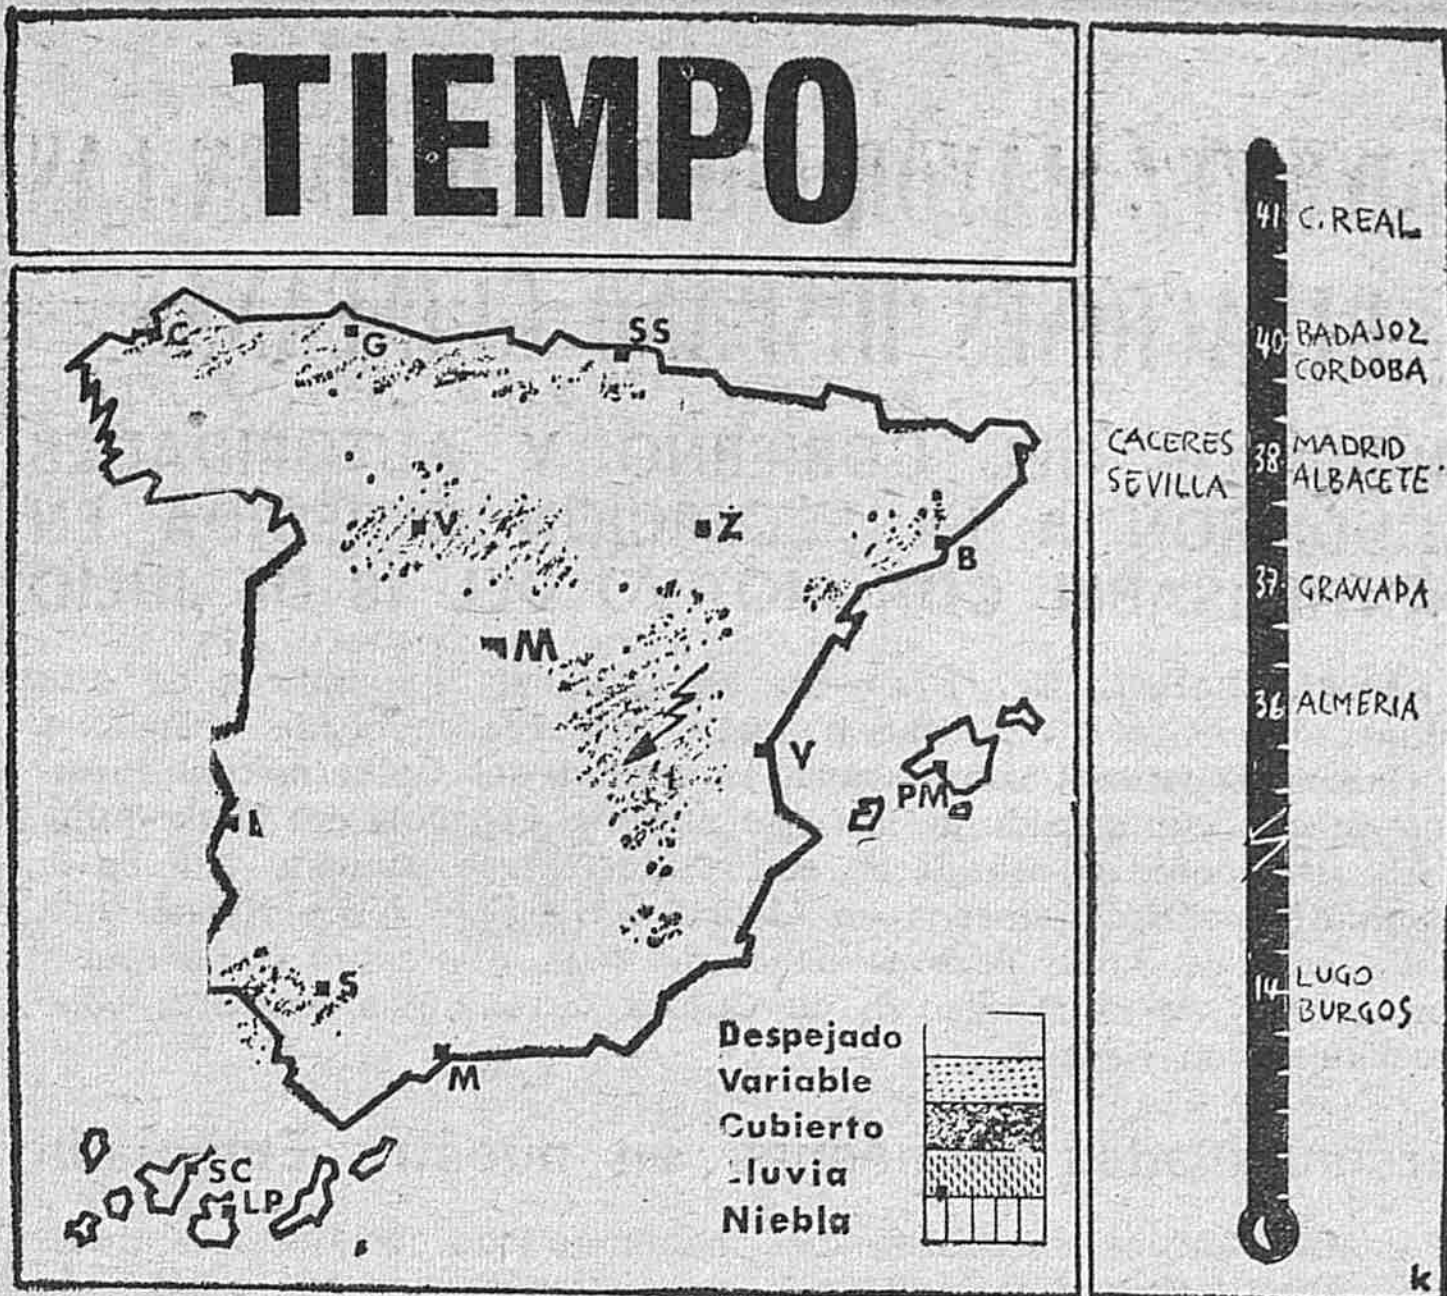 TIEMPO
C
G
SS
V
Z
B
M
V
PM
L
S
M
SC
LP
Despejado
Variable
Cubierto
Lluvia
Niebla
41 C. REAL
40 BADAJOZ
CORDOBA
CACERES 38 MADRID
SEVILLA ALBACETE
37 GRANADA
36 ALMERIA
14 LUGO
BURGOS
k